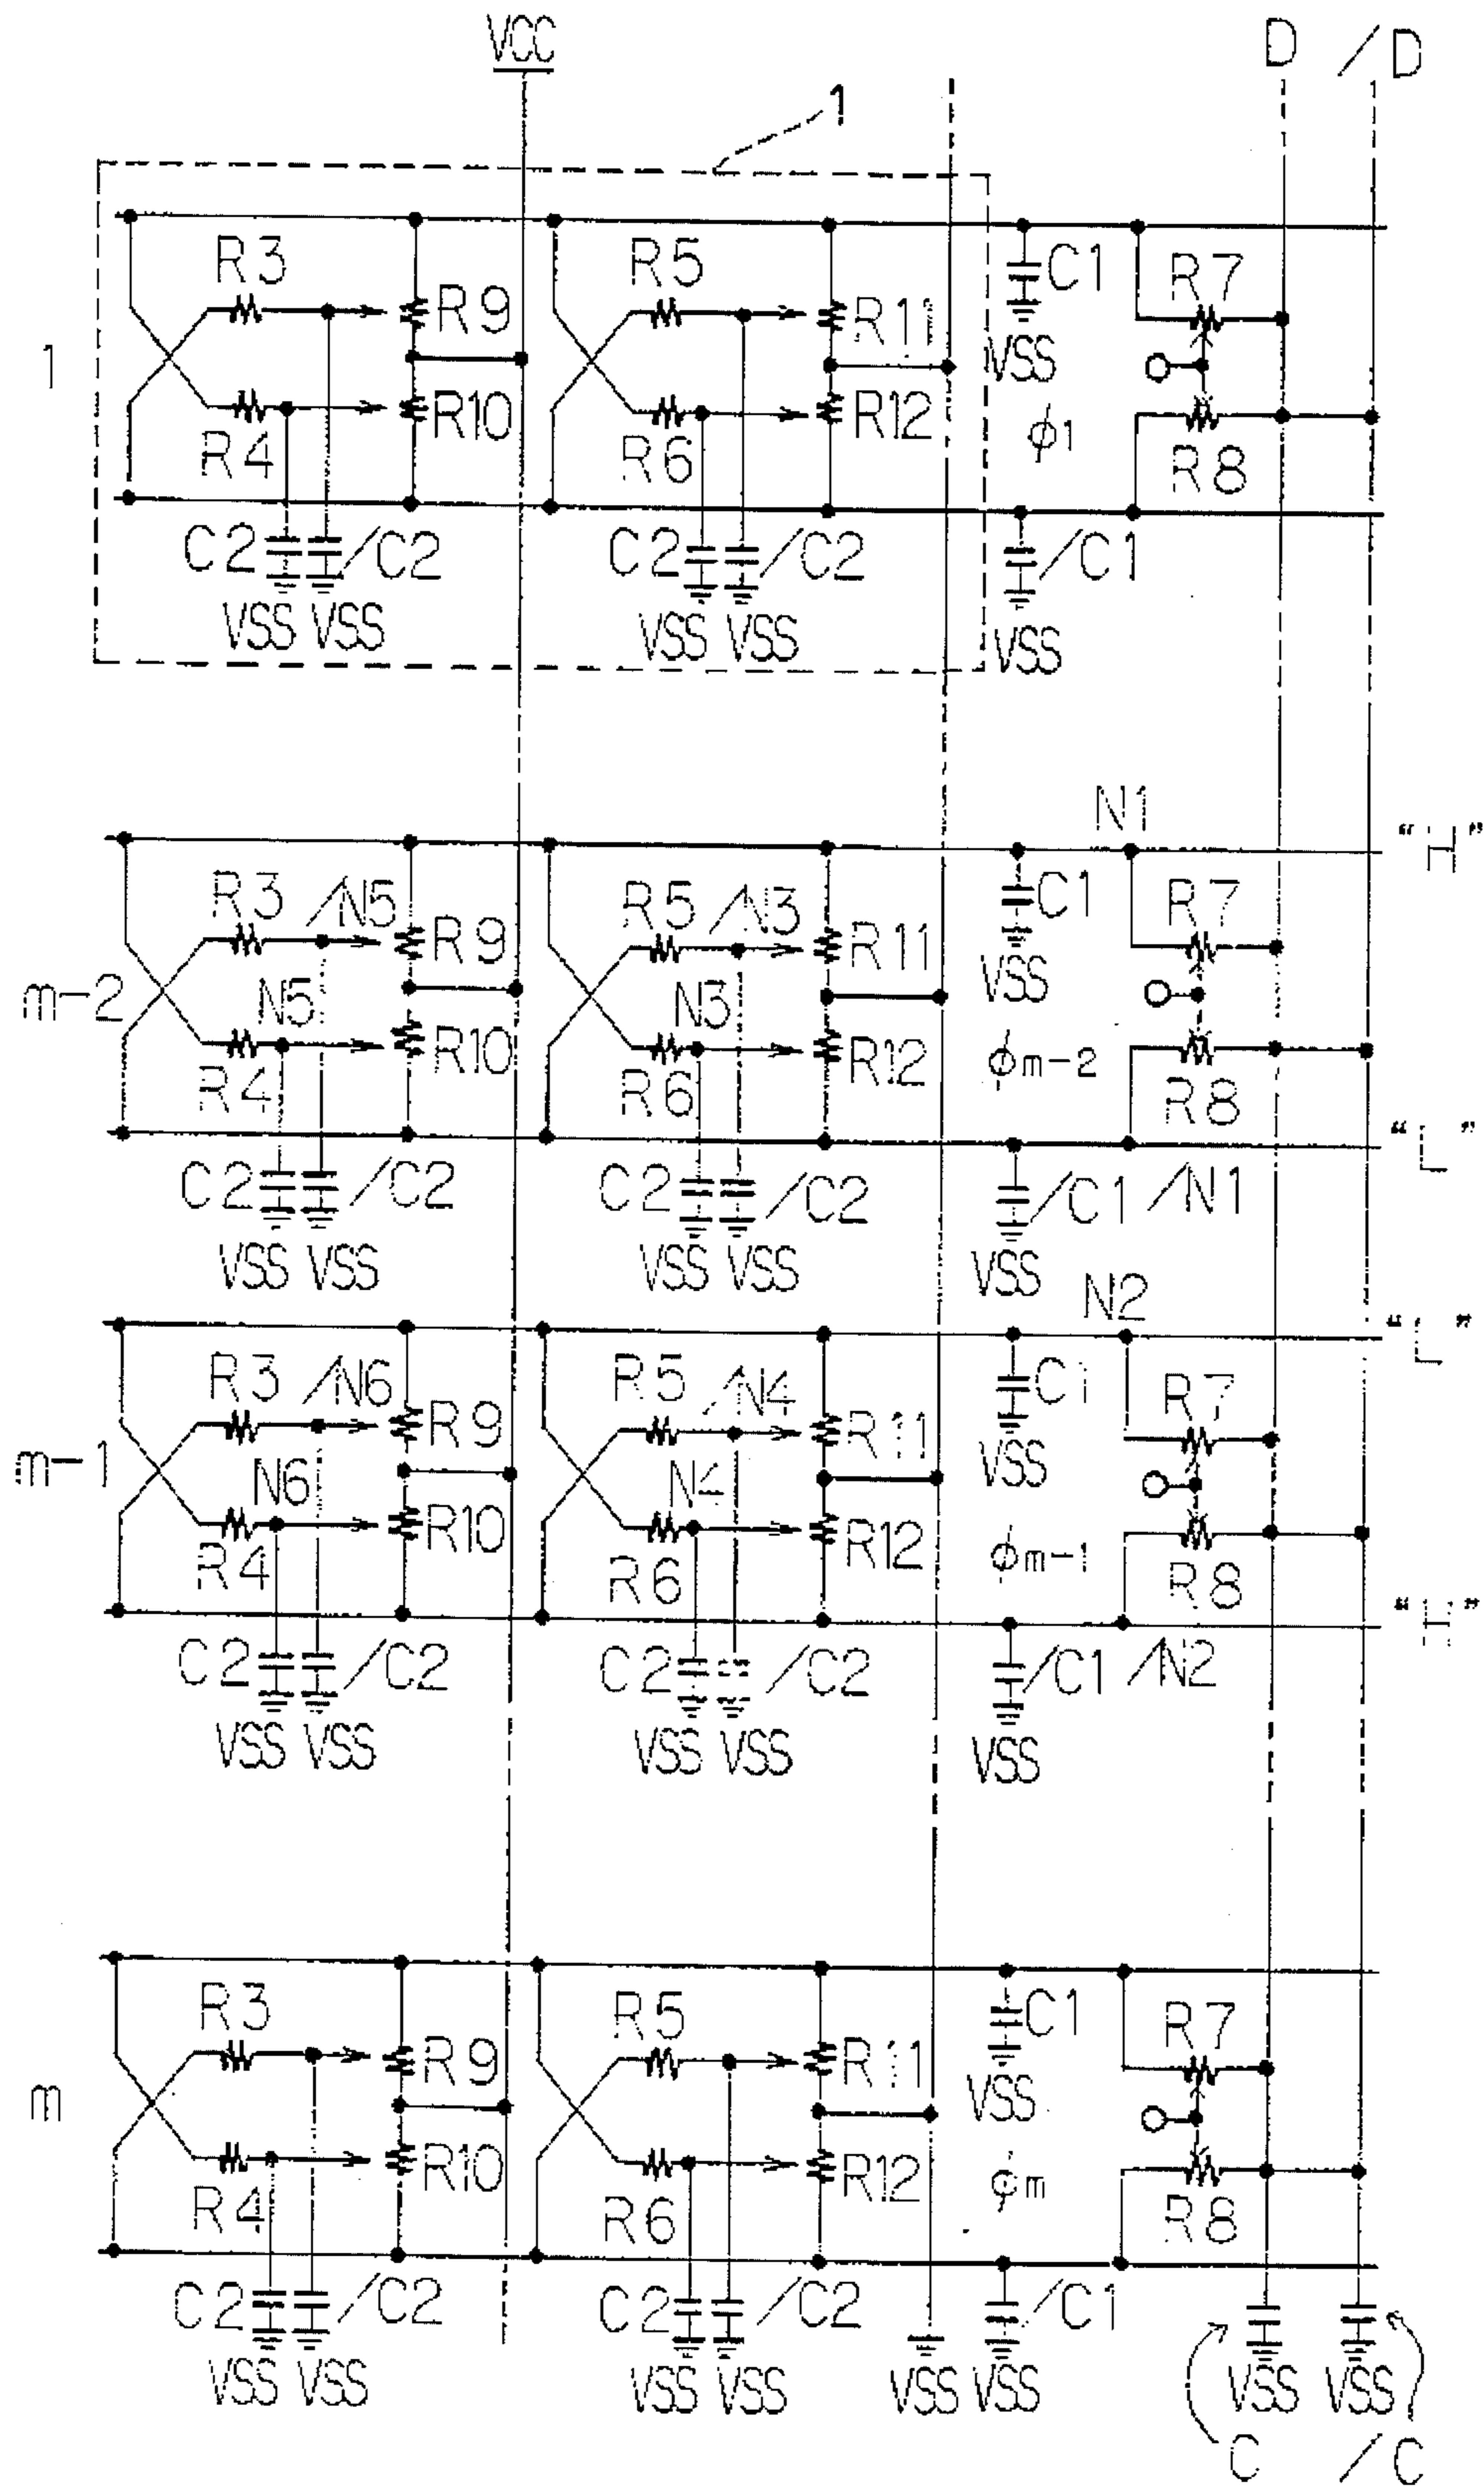 VCC
D /D
1
R3 R5 C1 R7
R9 R11
1 VSS
R10 R12 φ1
R4 R6 R8
C2 /C2 C2 /C2 /C1
VSS VSS VSS VSS VSS
N1 "H"
R3 /N5 R5 /N3 C1 R7
R9 R11
m-2 N5 N3 VSS
R10 R12 φm-2
R4 R6 R8
"L"
C2 /C2 C2 /C2 /C1 /N1
VSS VSS VSS VSS VSS
N2 "L"
R3 /N6 R5 /N4 C1 R7
R9 R11
m-1 N6 N4 VSS
R10 R12 φm-1
R4 R6 R8
"H"
C2 /C2 C2 /C2 /C1 /N2
VSS VSS VSS VSS VSS
R3 R5 C1 R7
R9 R11
m VSS
R10 R12 φm
R4 R6 R8
C2 /C2 C2 /C2 /C1
VSS VSS VSS VSS VSS VSS VSS VSS
C /C